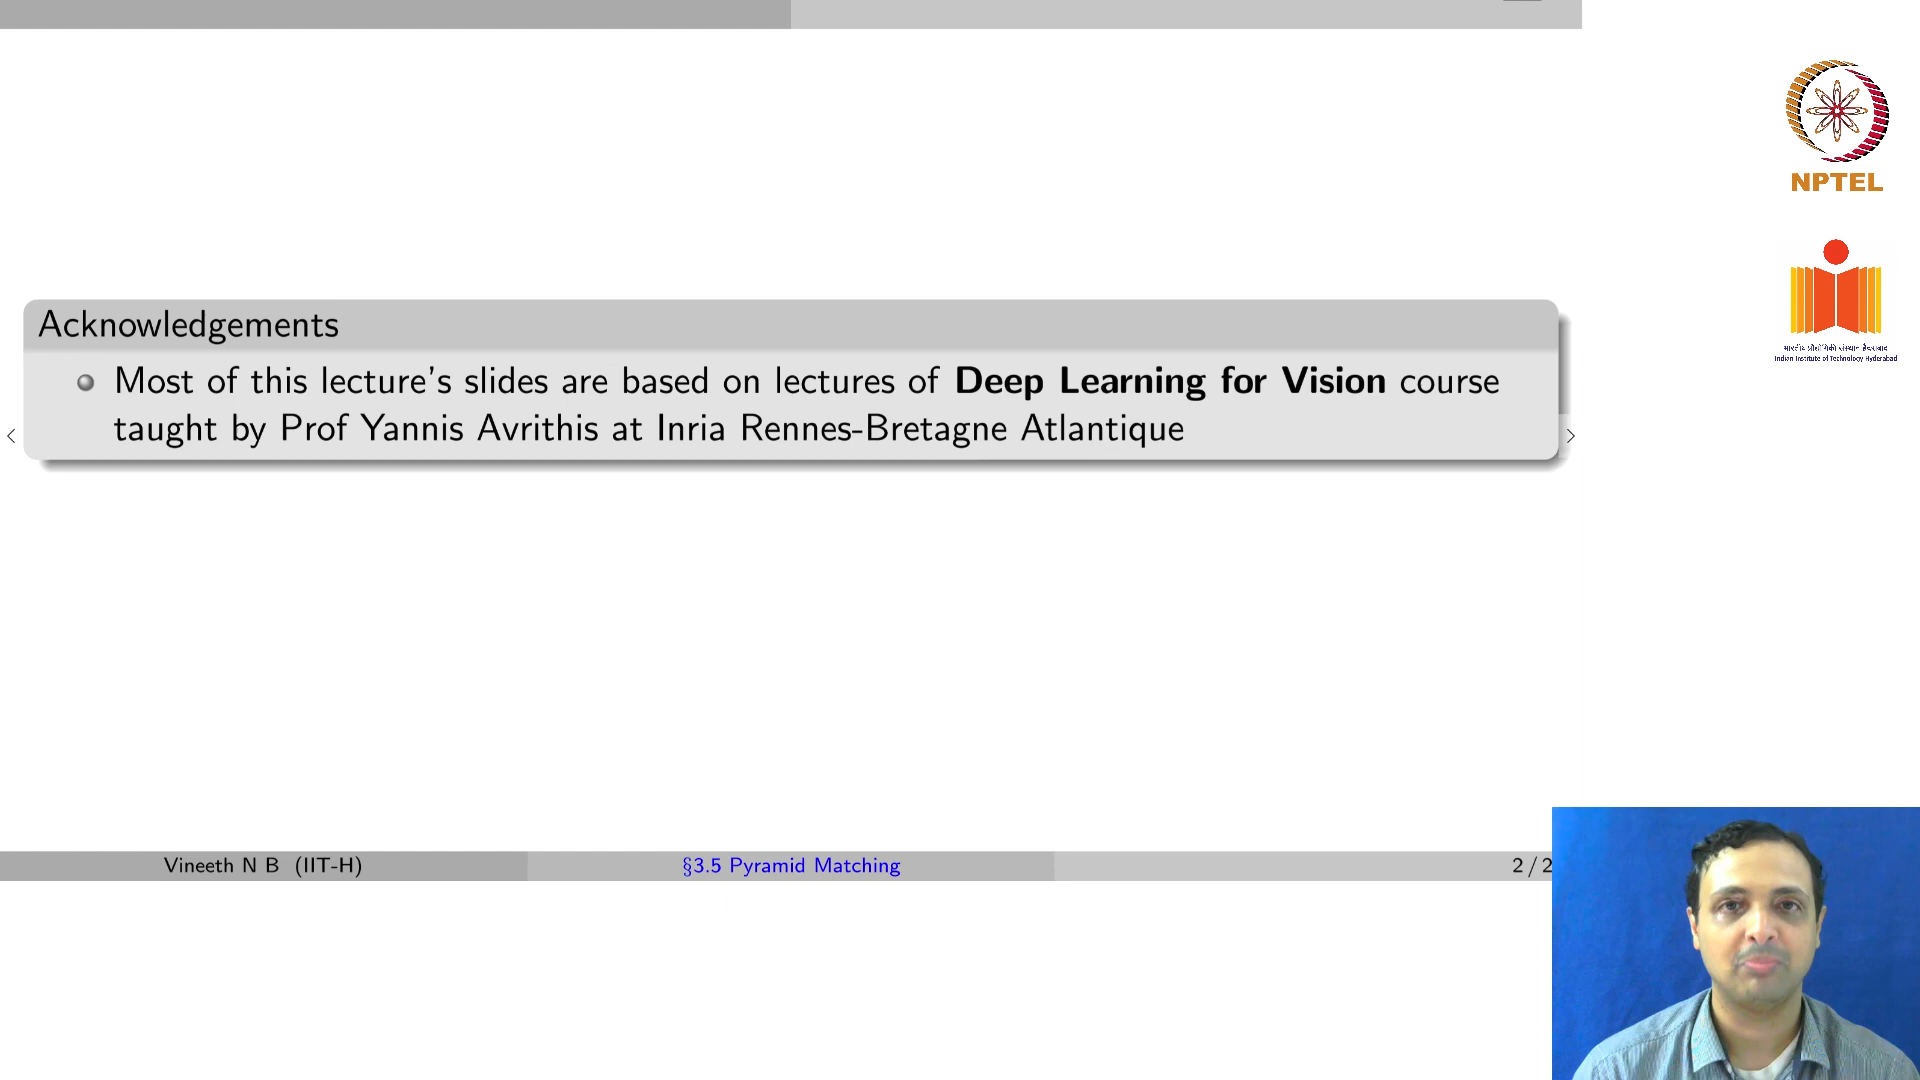 NPTEL
भारतीय प्रौद्योगिकी संस्थान हैदराबाद
Indian Institute of Technology Hyderabad
Acknowledgements
Most of this lecture's slides are based on lectures of Deep Learning for Vision course
taught by Prof Yannis Avrithis at Inria Rennes-Bretagne Atlantique
Vineeth N B (IIT-H)
§3.5 Pyramid Matching
2 / 2